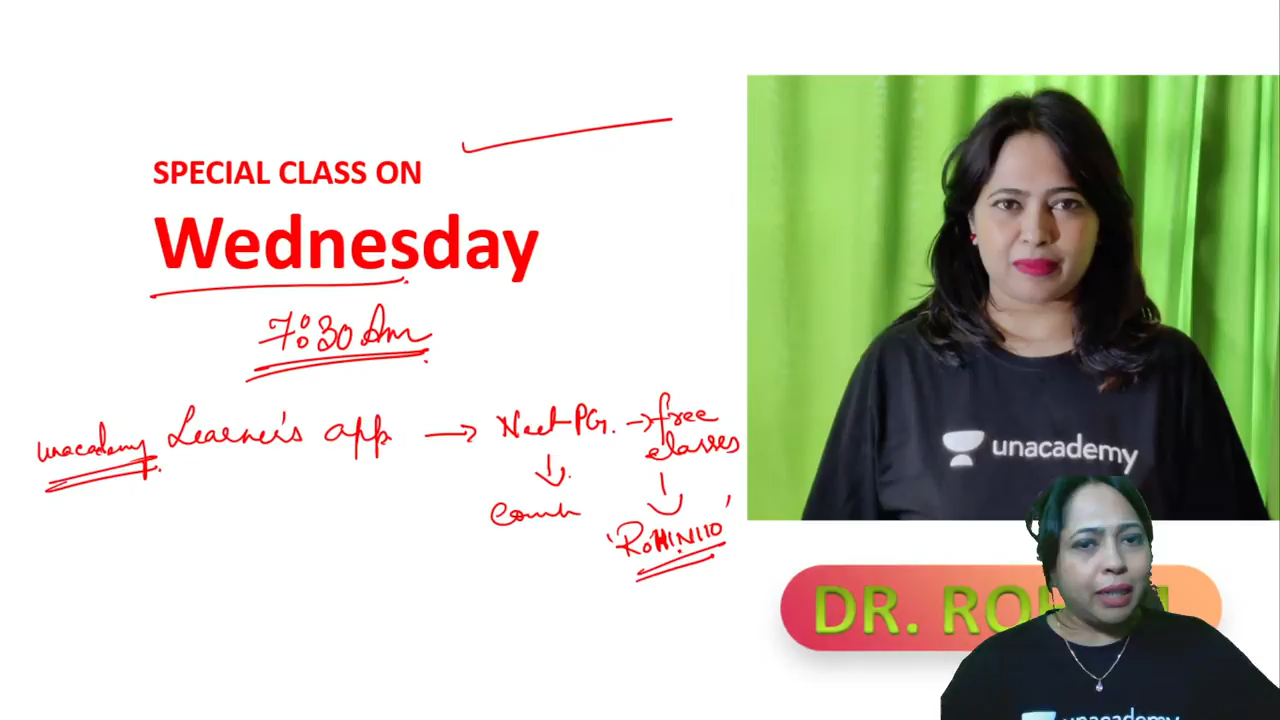 SPECIAL CLASS ON
Wednesday
7:30 Am
unacademy Learner's app → Neet PG. → free classes
'ROHINI10'
unacademy
DR. RO
unacademy